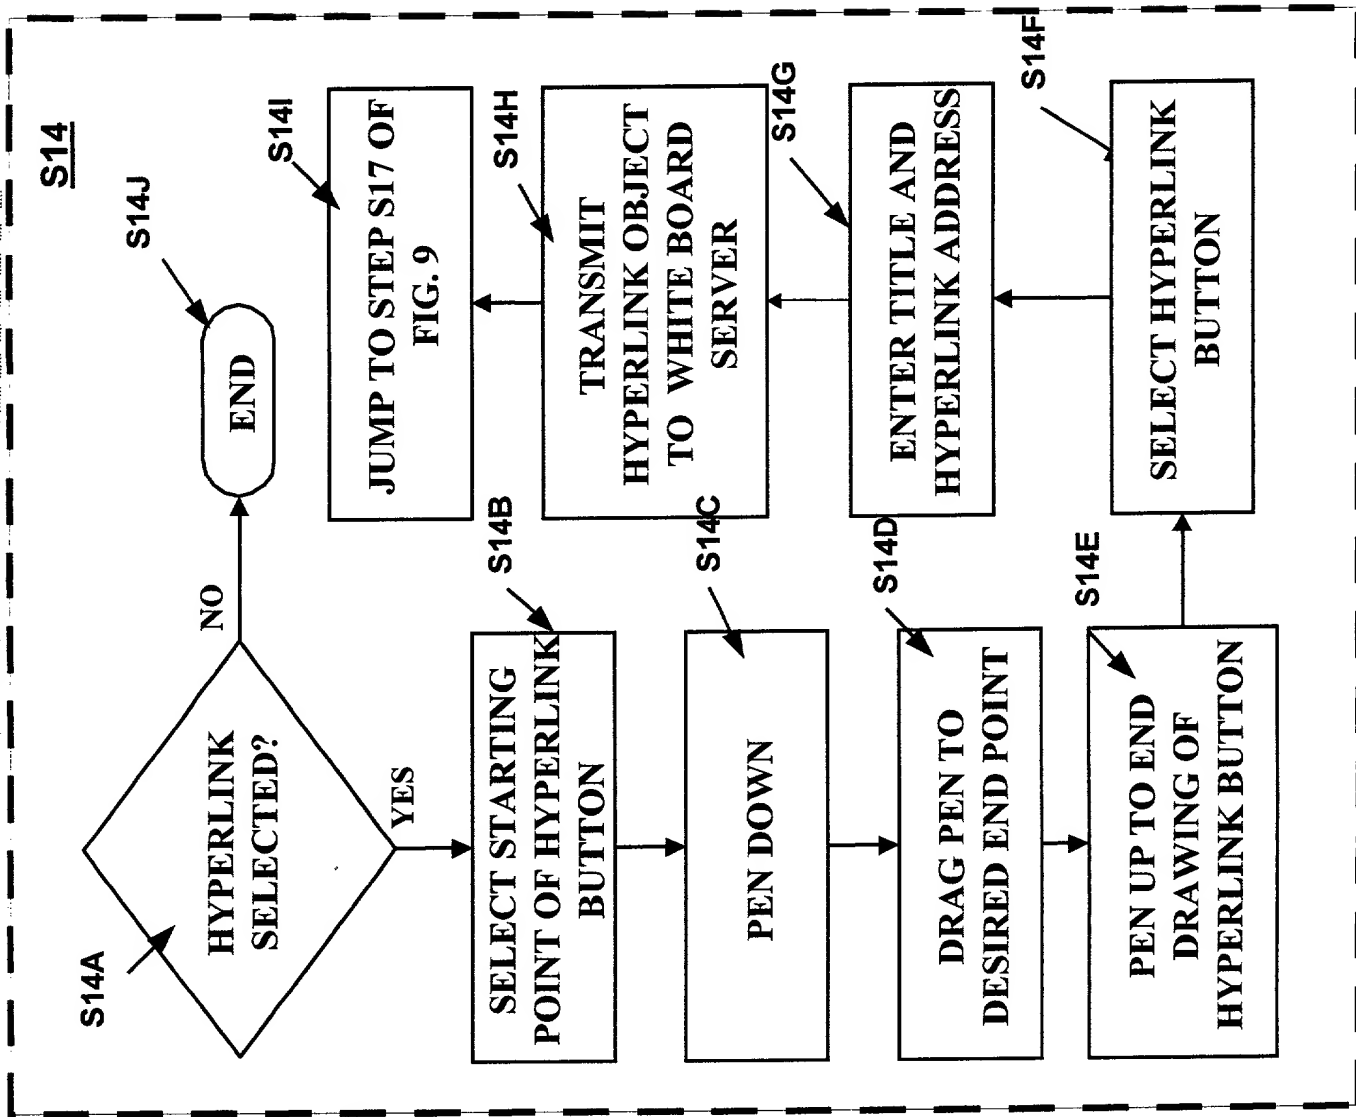 S14
S14A
HYPERLINK
SELECTED?
NO
S14J
END
YES
S14B
SELECT STARTING
POINT OF HYPERLINK
BUTTON
S14C
PEN DOWN
S14D
DRAG PEN TO
DESIRED END POINT
S14E
PEN UP TO END
DRAWING OF
HYPERLINK BUTTON
S14F
SELECT HYPERLINK
BUTTON
S14G
ENTER TITLE AND
HYPERLINK ADDRESS
S14H
TRANSMIT
HYPERLINK OBJECT
TO WHITE BOARD
SERVER
S14I
JUMP TO STEP S17 OF
FIG. 9